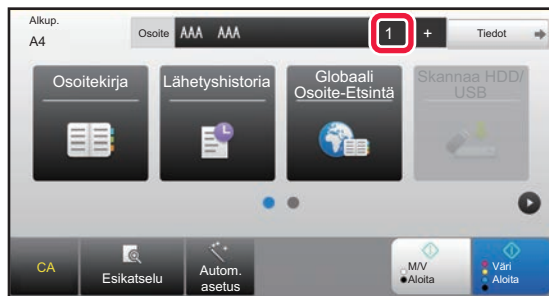 Alkup.
A4
Osoite AAA AAA 1 + Tiedot
Osoitekirja
Lähetyshistoria
Globaali
Osoite-Etsintä
Skannaa HDD/
USB
CA
Esikatselu
Autom.
asetus
M/V
Aloita
Väri
Aloita